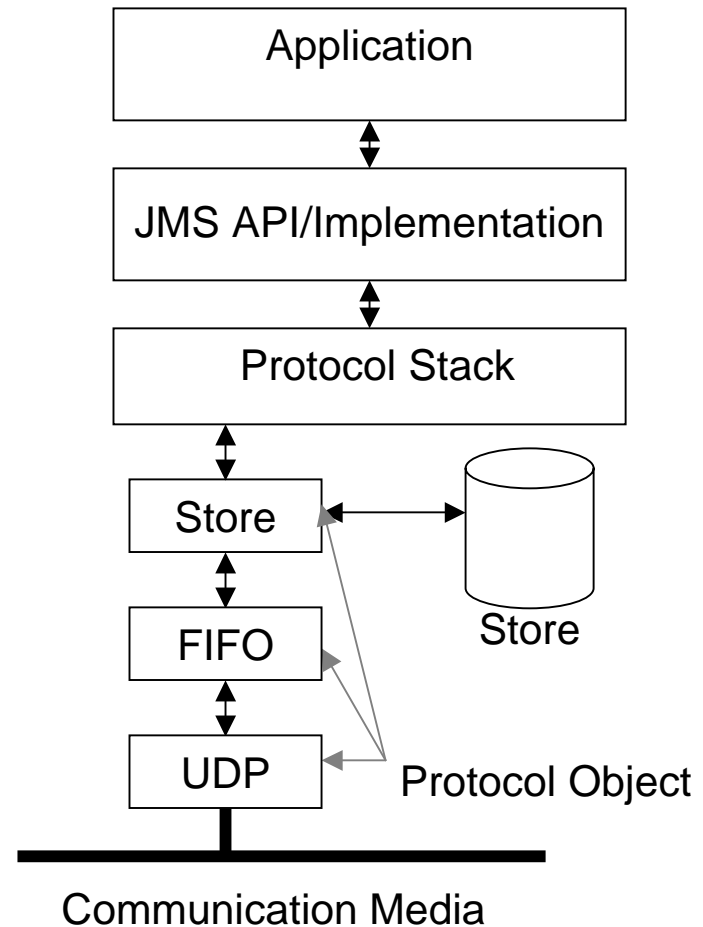 Application
JMS API/Implementation
Protocol Stack
Store
Store
FIFO
UDP
Protocol Object
Communication Media